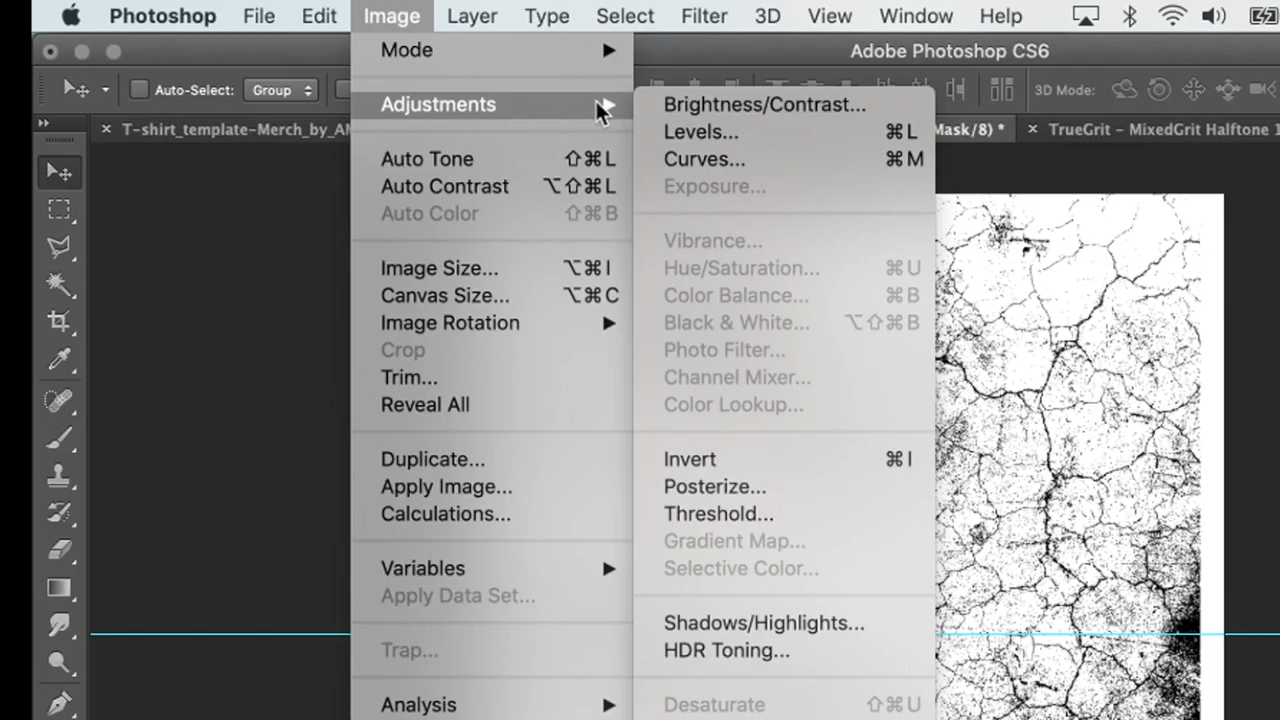 Photoshop File Edit Image Layer Type Select Filter 3D View Window Help
Adobe Photoshop CS6
Auto-Select: Group 3D Mode:
T-shirt_template-Merch_by_AM Mask/8) * TrueGrit – MixedGrit Halftone 1
Mode
Adjustments
Auto Tone ⇧⌘L
Auto Contrast ⌥⇧⌘L
Auto Color ⇧⌘B
Image Size... ⌥⌘I
Canvas Size... ⌥⌘C
Image Rotation
Crop
Trim...
Reveal All
Duplicate...
Apply Image...
Calculations...
Variables
Apply Data Set...
Trap...
Analysis
Brightness/Contrast...
Levels... ⌘L
Curves... ⌘M
Exposure...
Vibrance...
Hue/Saturation... ⌘U
Color Balance... ⌘B
Black & White... ⌥⇧⌘B
Photo Filter...
Channel Mixer...
Color Lookup...
Invert ⌘I
Posterize...
Threshold...
Gradient Map...
Selective Color...
Shadows/Highlights...
HDR Toning...
Desaturate ⇧⌘U